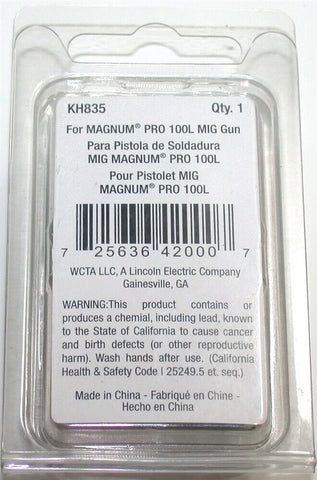 KH835 Qty. 1
For MAGNUM® PRO 100L MIG Gun
Para Pistola de Soldadura
MIG MAGNUM® PRO 100L
Pour Pistolet MIG
MAGNUM® PRO 100L
7 25636 42000 7
WCTA LLC, A Lincoln Electric Company
Gainesville, GA
WARNING:This product contains or
produces a chemial, including lead, known
to the State of California to cause cancer
and birth defects (or other reproductive
harm). Wash hands after use. (California
Health & Safety Code | 25249.5 et. seq.)
Made in China - Fabriqué en Chine -
Hecho en China